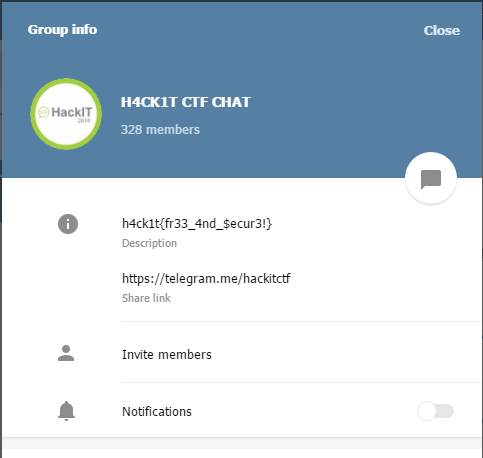 Group info
Close
HackIT
2016
H4CK1T CTF CHAT
328 members
h4ck1t{fr33_4nd_$ecur3!}
Description
https://telegram.me/hackitctf
Share link
Invite members
Notifications